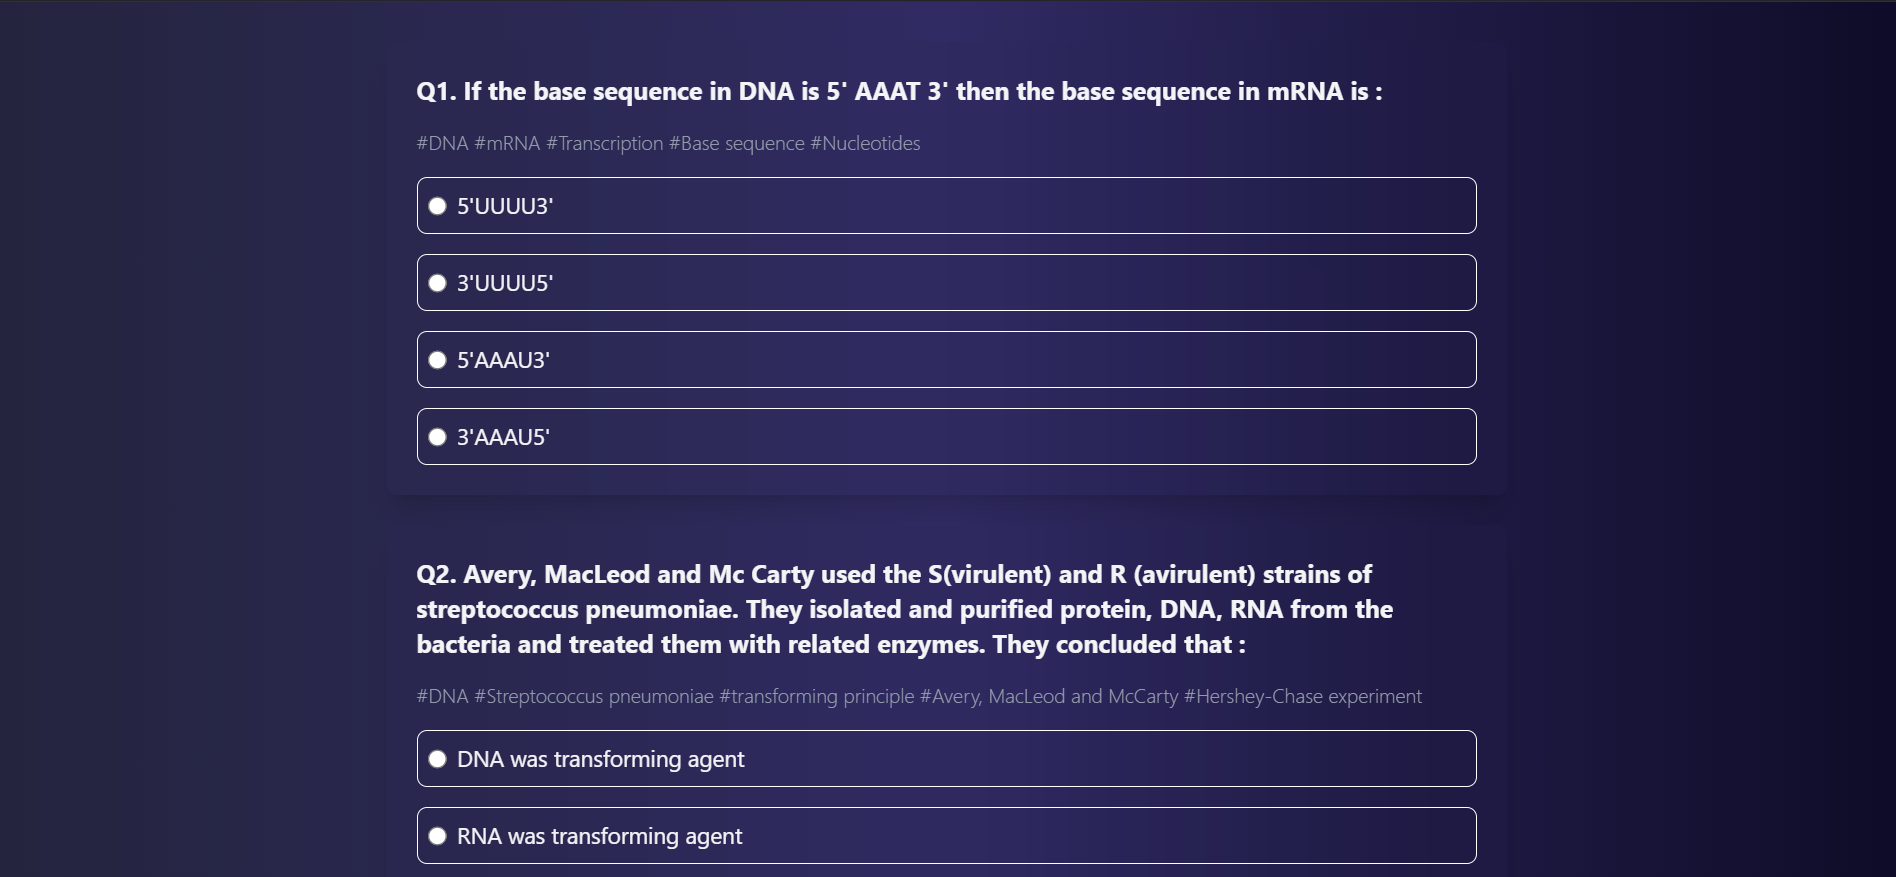 Q1. If the base sequence in DNA is 5' AAAT 3' then the base sequence in mRNA is :
#DNA #mRNA #Transcription #Base sequence #Nucleotides
5'UUUU3'
3'UUUU5'
5'AAAU3'
3'AAAU5'
Q2. Avery, MacLeod and Mc Carty used the S(virulent) and R (avirulent) strains of
streptococcus pneumoniae. They isolated and purified protein, DNA, RNA from the
bacteria and treated them with related enzymes. They concluded that :
#DNA #Streptococcus pneumoniae #transforming principle #Avery, MacLeod and McCarty #Hershey-Chase experiment
DNA was transforming agent
RNA was transforming agent